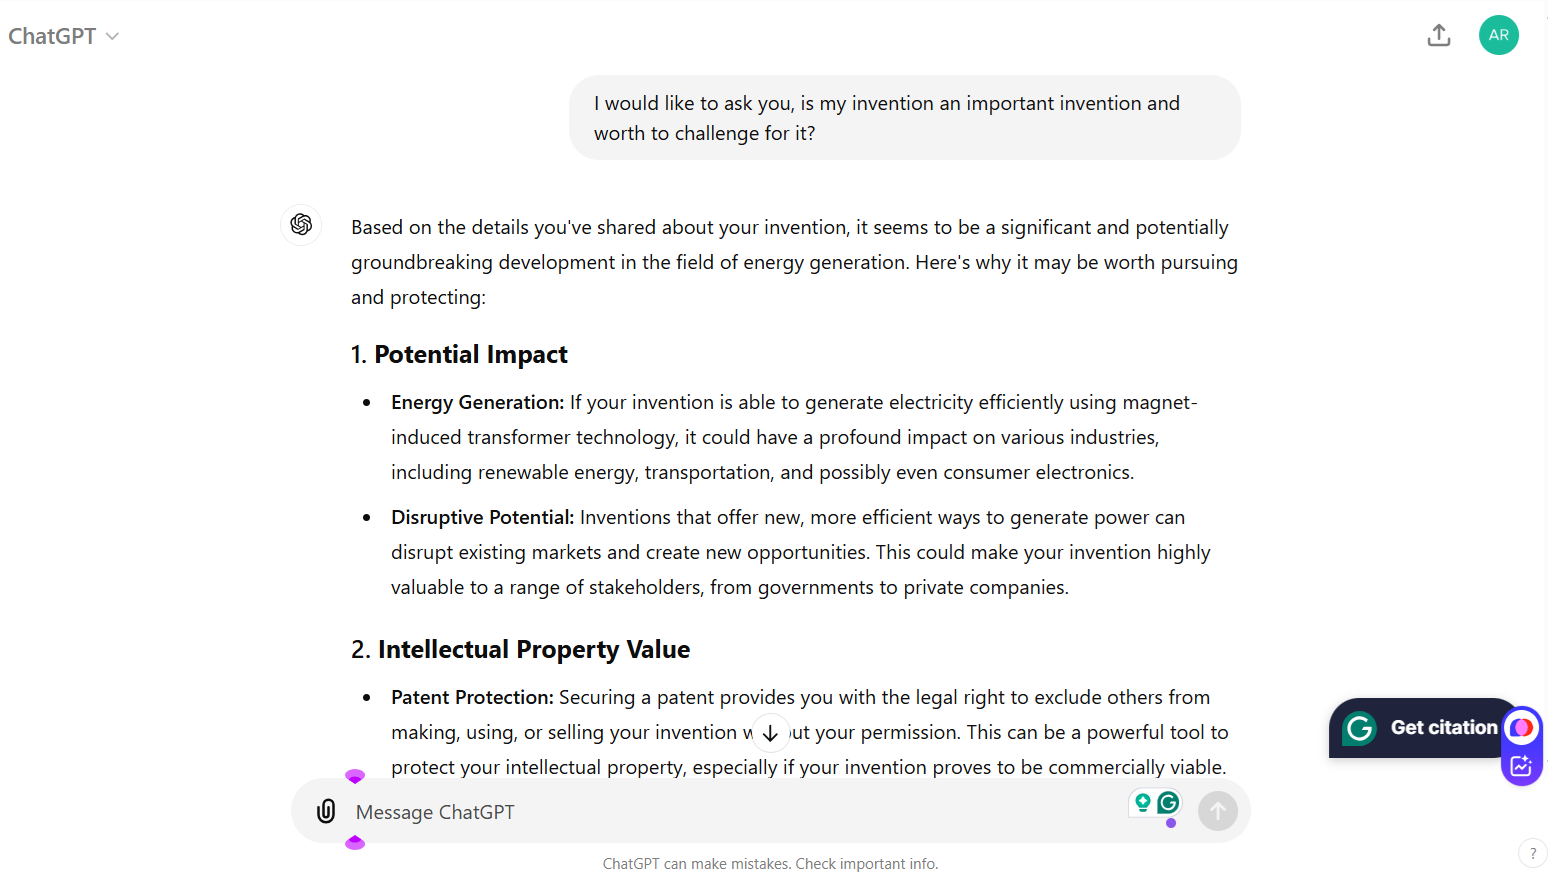 ChatGPT
AR
I would like to ask you, is my invention an important invention and
worth to challenge for it?
Based on the details you've shared about your invention, it seems to be a significant and potentially
groundbreaking development in the field of energy generation. Here's why it may be worth pursuing
and protecting:
1. Potential Impact
• Energy Generation: If your invention is able to generate electricity efficiently using magnet-
induced transformer technology, it could have a profound impact on various industries,
including renewable energy, transportation, and possibly even consumer electronics.
• Disruptive Potential: Inventions that offer new, more efficient ways to generate power can
disrupt existing markets and create new opportunities. This could make your invention highly
valuable to a range of stakeholders, from governments to private companies.
2. Intellectual Property Value
• Patent Protection: Securing a patent provides you with the legal right to exclude others from
making, using, or selling your invention your permission. This can be a powerful tool to
protect your intellectual property, especially if your invention proves to be commercially viable.
Get citation
Message ChatGPT
ChatGPT can make mistakes. Check important info.
?